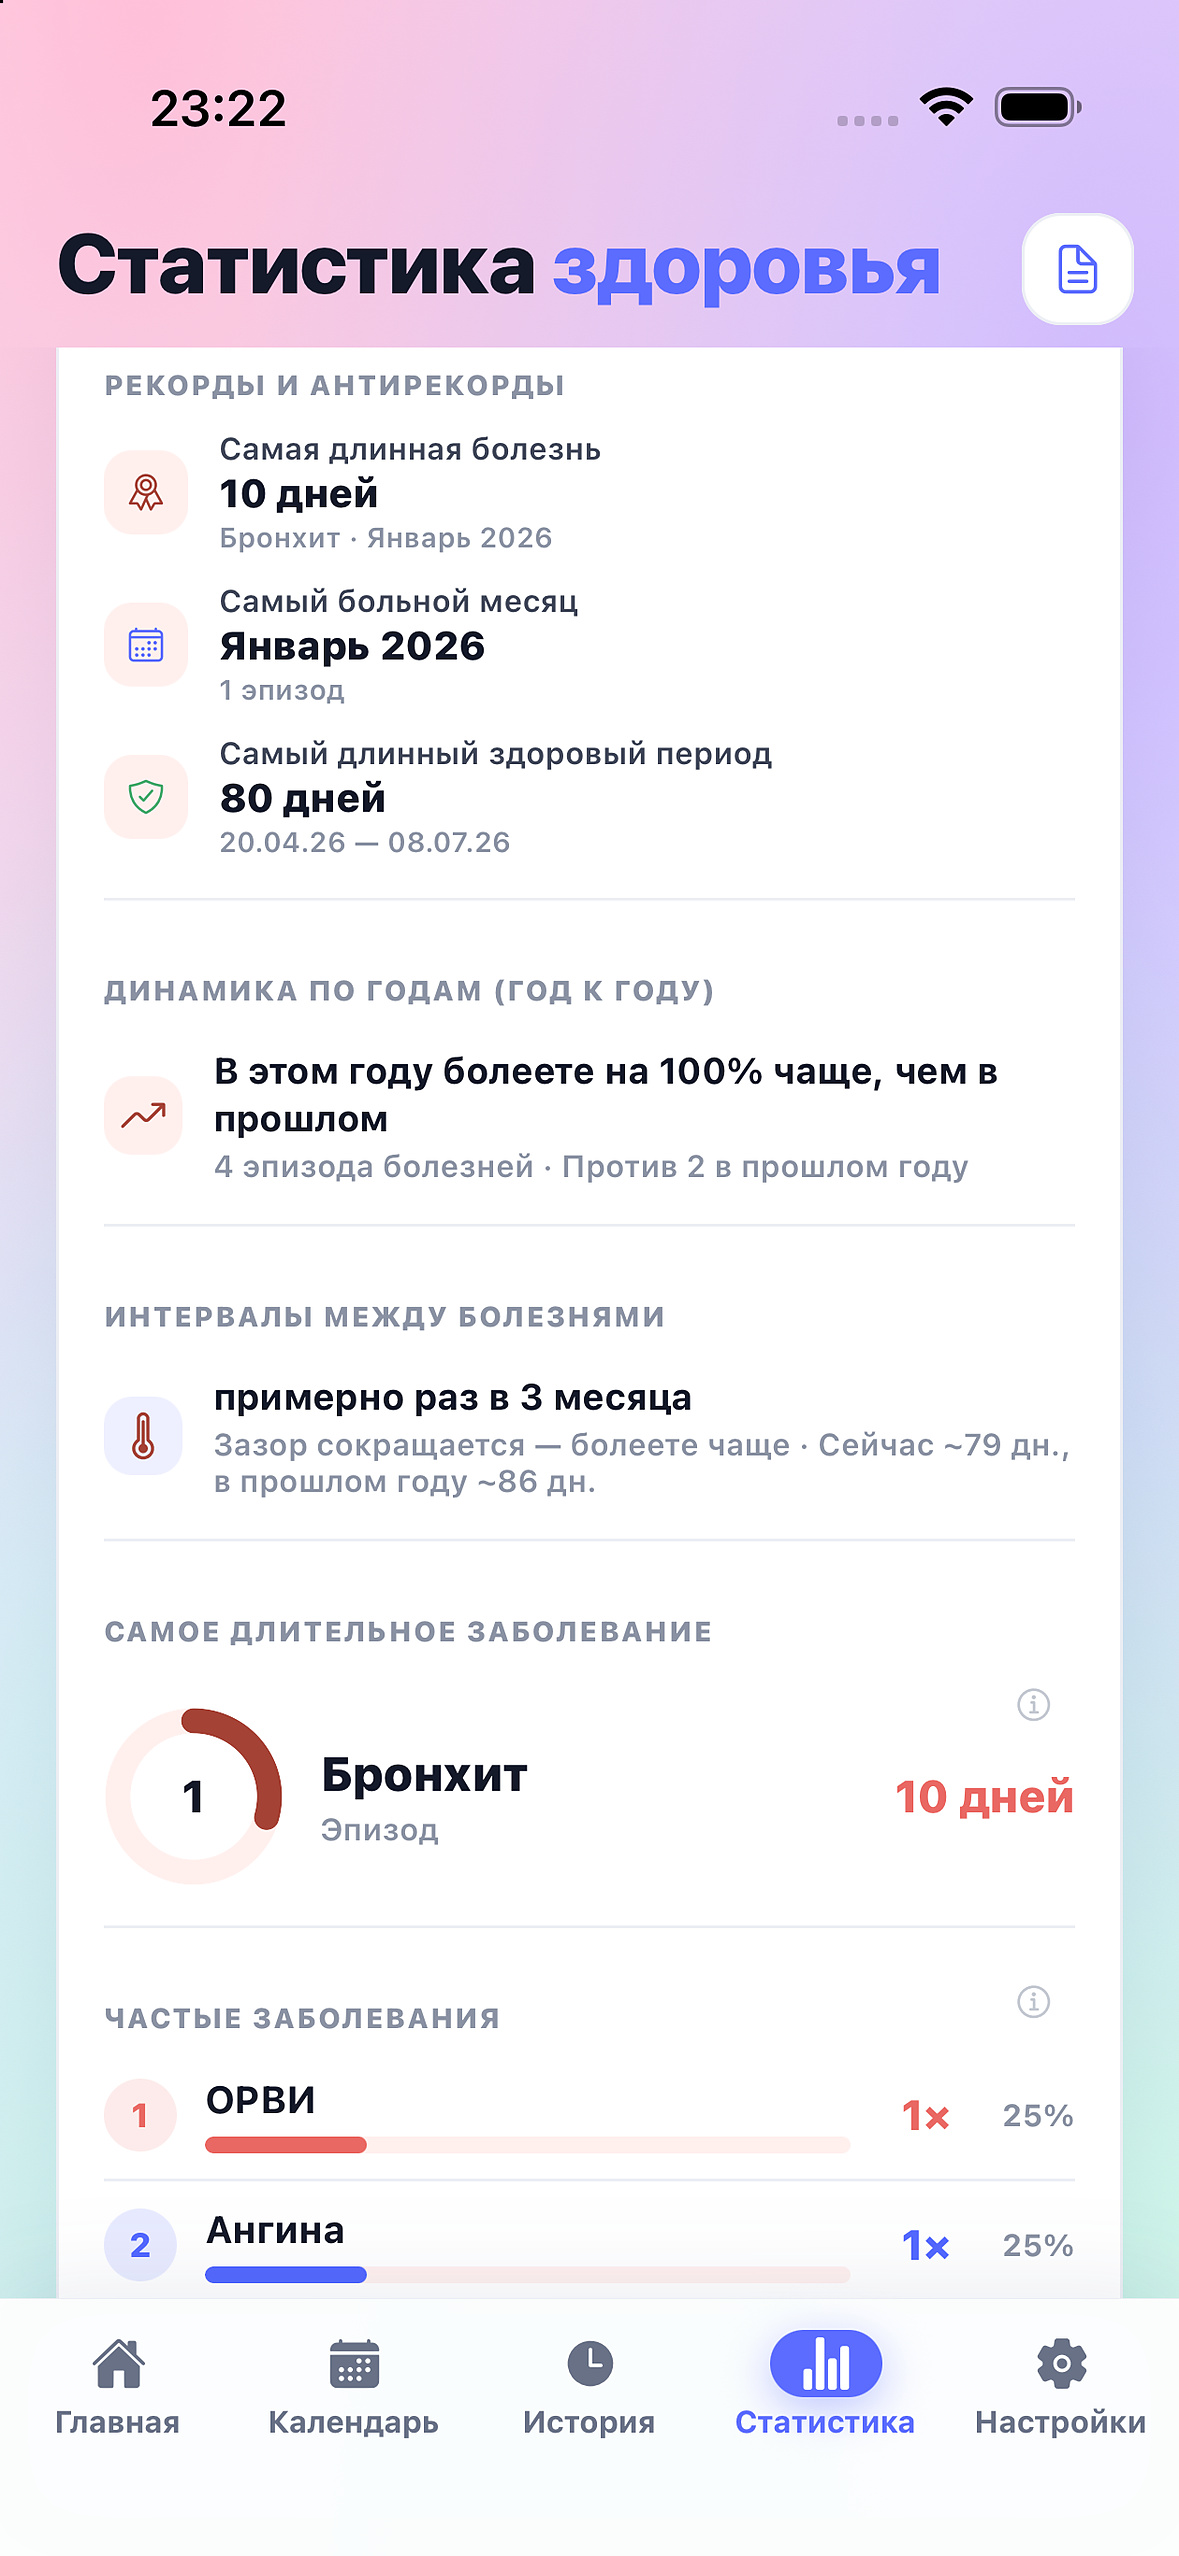 23:22
Статистика здоровья
РЕКОРДЫ И АНТИРЕКОРДЫ
Самая длинная болезнь
10 дней
Бронхит · Январь 2026
Самый больной месяц
Январь 2026
1 эпизод
Самый длинный здоровый период
80 дней
20.04.26 — 08.07.26
ДИНАМИКА ПО ГОДАМ (ГОД К ГОДУ)
В этом году болеете на 100% чаще, чем в
прошлом
4 эпизода болезней · Против 2 в прошлом году
ИНТЕРВАЛЫ МЕЖДУ БОЛЕЗНЯМИ
примерно раз в 3 месяца
Зазор сокращается — болеете чаще · Сейчас ~79 дн.,
в прошлом году ~86 дн.
САМОЕ ДЛИТЕЛЬНОЕ ЗАБОЛЕВАНИЕ
1
Бронхит
Эпизод
10 дней
ЧАСТЫЕ ЗАБОЛЕВАНИЯ
1 ОРВИ 1× 25%
2 Ангина 1× 25%
Главная Календарь История Статистика Настройки